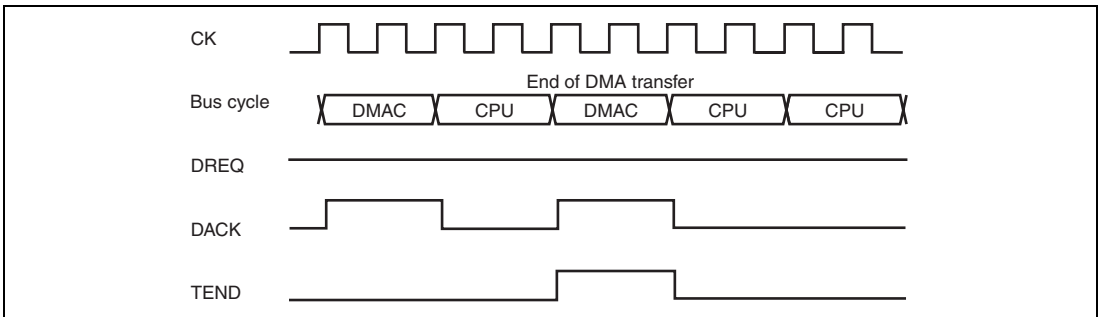 CK
End of DMA transfer
Bus cycle DMAC CPU DMAC CPU CPU
DREQ
DACK
TEND